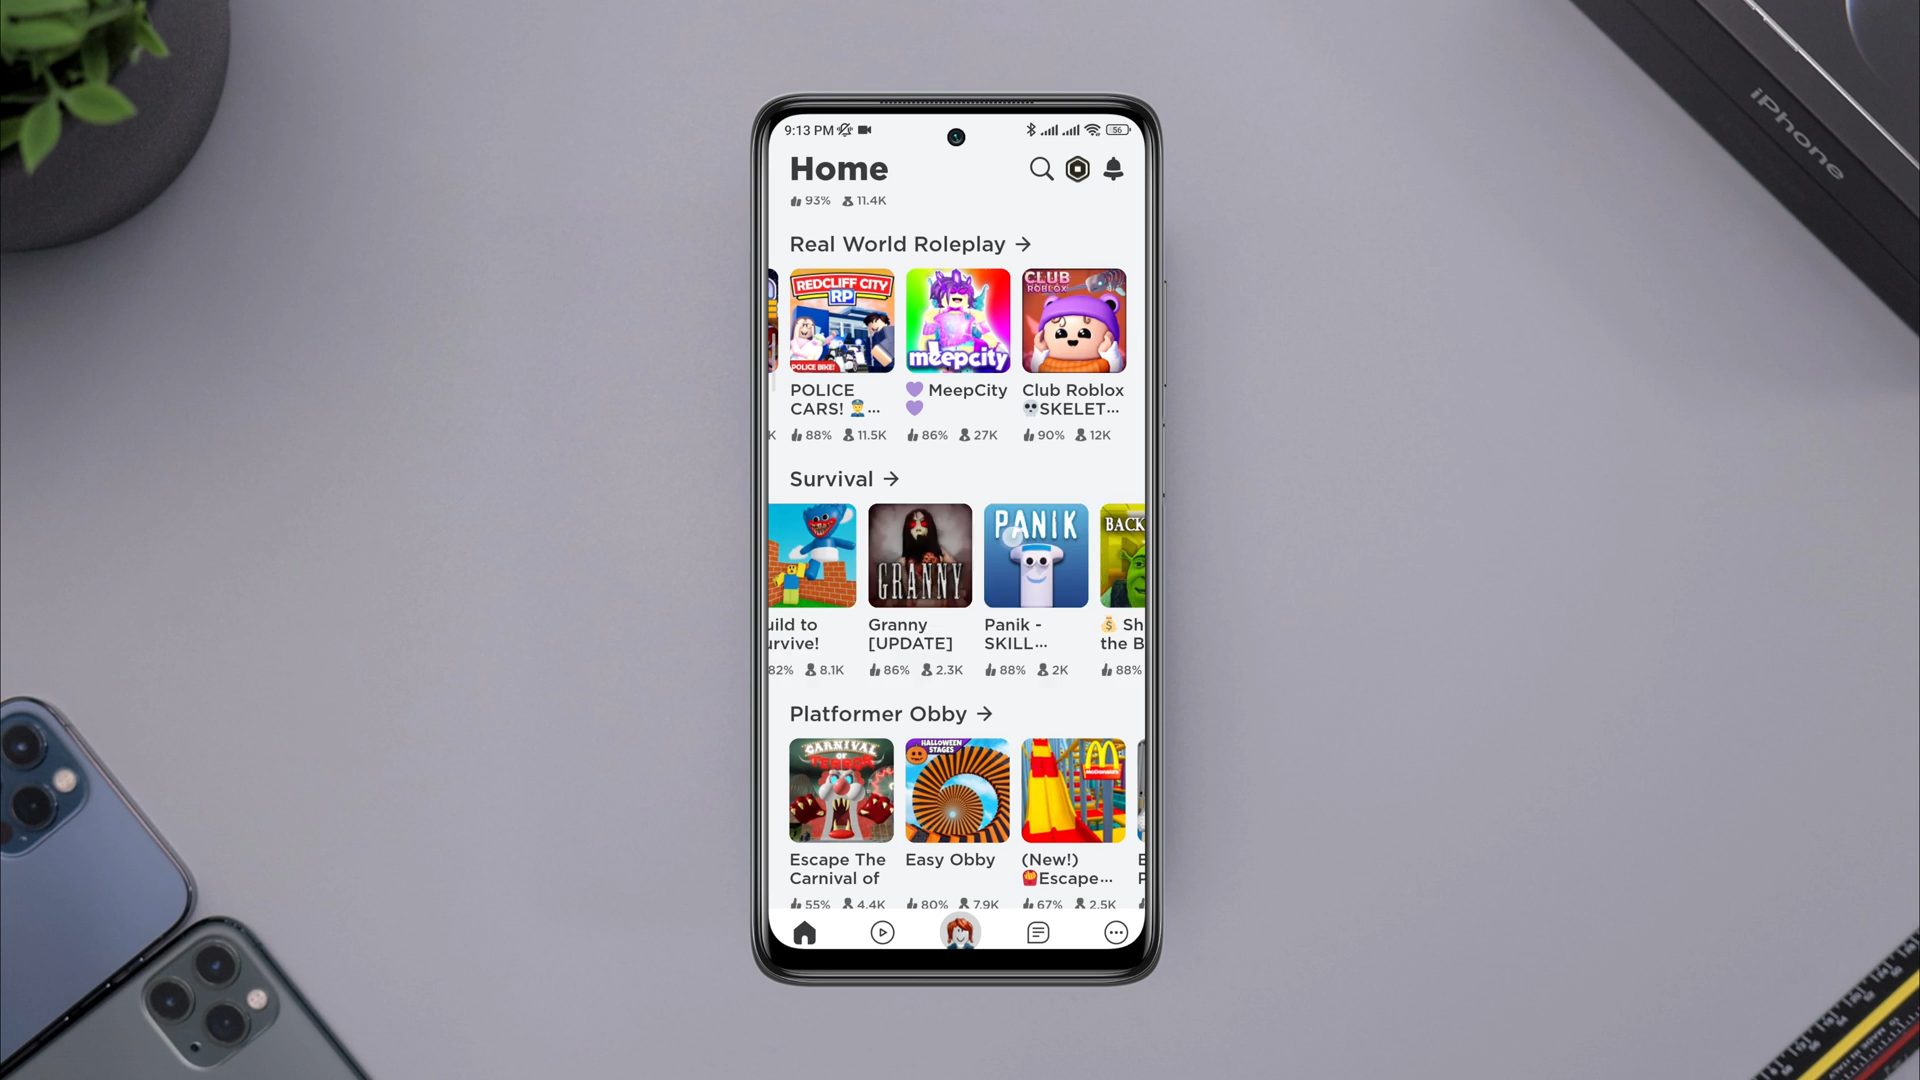 iPhone
9:13 PM
56
Home
93% 11.4K
Real World Roleplay →
REDCLIFF CITY
RP
POLICE BIKE!
meepcity
CLUB
ROBLOX
POLICE
CARS! 👮...
💜 MeepCity
💜
Club Roblox
💀SKELET...
K 88% 11.5K
86% 27K
90% 12K
Survival →
GRANNY
PANIK
BACK
uild to
urvive!
Granny
[UPDATE]
Panik -
SKILL...
💰 Sh
the B
82% 8.1K
86% 2.3K
88% 2K
88%
Platformer Obby →
CARNIVAL
OF
TERROR
HALLOWEEN
STAGES
McDonald's
Escape The
Carnival of
Easy Obby
(New!)
🍟Escape...
55% 4.4K
80% 7.9K
67% 2.5K